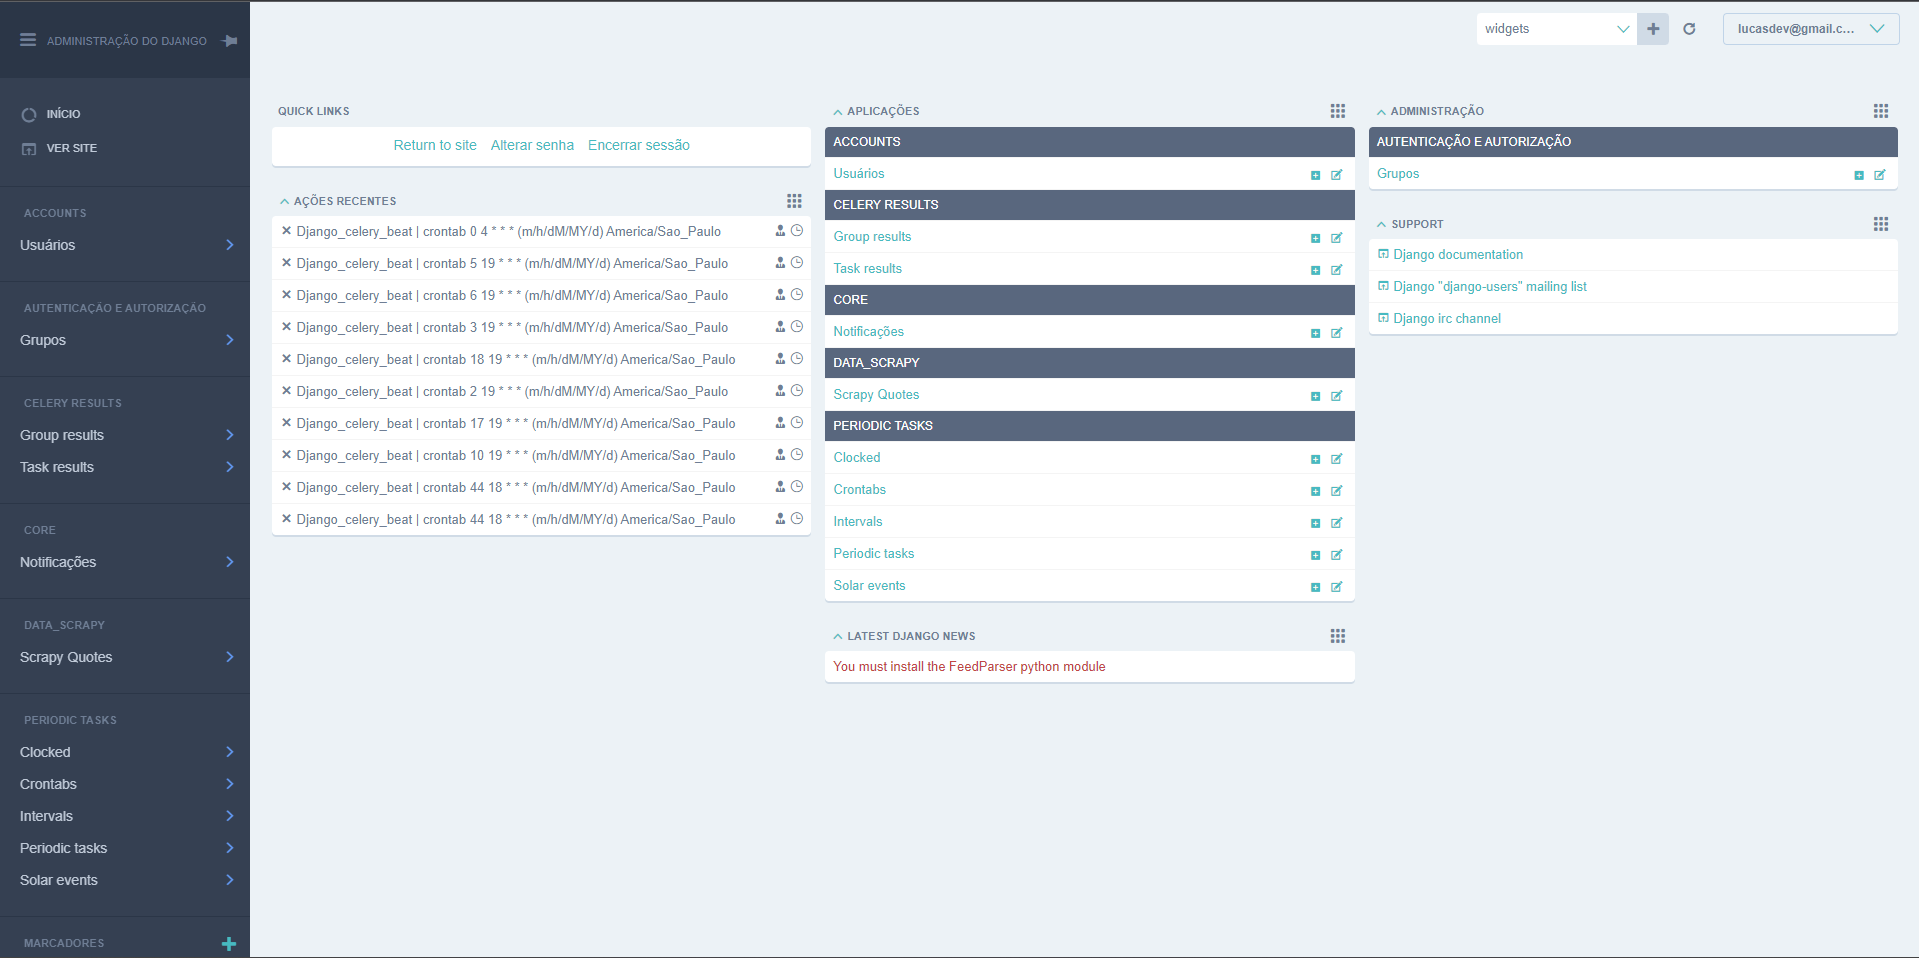 ADMINISTRAÇÃO DO DJANGO
INÍCIO
VER SITE
ACCOUNTS
Usuários
AUTENTICAÇÃO E AUTORIZAÇÃO
Grupos
CELERY RESULTS
Group results
Task results
CORE
Notificações
DATA_SCRAPY
Scrapy Quotes
PERIODIC TASKS
Clocked
Crontabs
Intervals
Periodic tasks
Solar events
MARCADORES
widgets
lucasdev@gmail.c...
QUICK LINKS
Return to site Alterar senha Encerrar sessão
AÇÕES RECENTES
Django_celery_beat | crontab 0 4 * * * (m/h/dM/MY/d) America/Sao_Paulo
Django_celery_beat | crontab 5 19 * * * (m/h/dM/MY/d) America/Sao_Paulo
Django_celery_beat | crontab 6 19 * * * (m/h/dM/MY/d) America/Sao_Paulo
Django_celery_beat | crontab 3 19 * * * (m/h/dM/MY/d) America/Sao_Paulo
Django_celery_beat | crontab 18 19 * * * (m/h/dM/MY/d) America/Sao_Paulo
Django_celery_beat | crontab 2 19 * * * (m/h/dM/MY/d) America/Sao_Paulo
Django_celery_beat | crontab 17 19 * * * (m/h/dM/MY/d) America/Sao_Paulo
Django_celery_beat | crontab 10 19 * * * (m/h/dM/MY/d) America/Sao_Paulo
Django_celery_beat | crontab 44 18 * * * (m/h/dM/MY/d) America/Sao_Paulo
Django_celery_beat | crontab 44 18 * * * (m/h/dM/MY/d) America/Sao_Paulo
APLICAÇÕES
ACCOUNTS
Usuários
CELERY RESULTS
Group results
Task results
CORE
Notificações
DATA_SCRAPY
Scrapy Quotes
PERIODIC TASKS
Clocked
Crontabs
Intervals
Periodic tasks
Solar events
LATEST DJANGO NEWS
You must install the FeedParser python module
ADMINISTRAÇÃO
AUTENTICAÇÃO E AUTORIZAÇÃO
Grupos
SUPPORT
Django documentation
Django "django-users" mailing list
Django irc channel